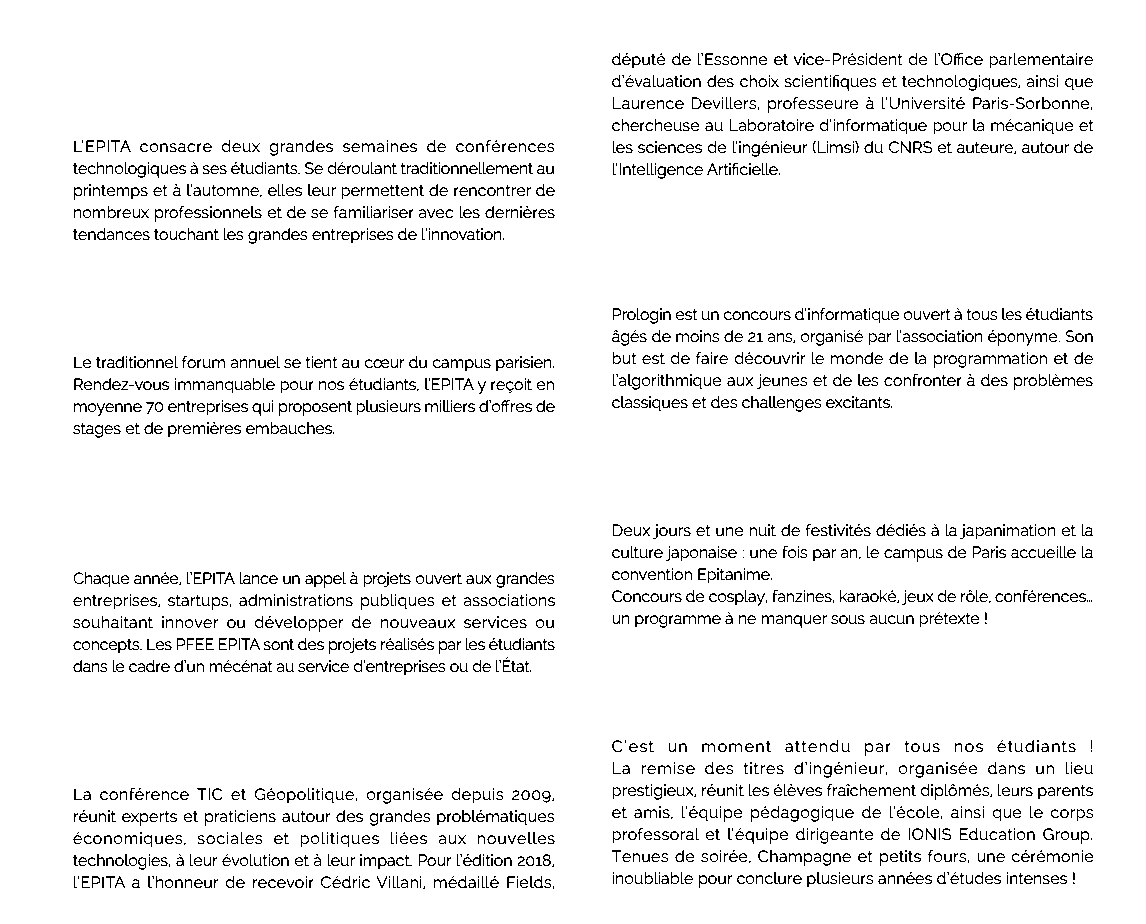 L'EPITA consacre deux grandes semaines de conférences
technologiques à ses étudiants. Se déroulant traditionnellement au
printemps et à l'automne, elles leur permettent de rencontrer de
nombreux professionnels et de se familiariser avec les dernières
tendances touchant les grandes entreprises de l'innovation.
Le traditionnel forum annuel se tient au cœur du campus parisien.
Rendez-vous immanquable pour nos étudiants, l'EPITA y reçoit en
moyenne 70 entreprises qui proposent plusieurs milliers d'offres de
stages et de premières embauches.
Chaque année, l'EPITA lance un appel à projets ouvert aux grandes
entreprises, startups, administrations publiques et associations
souhaitant innover ou développer de nouveaux services ou
concepts. Les PFEE EPITA sont des projets réalisés par les étudiants
dans le cadre d'un mécénat au service d'entreprises ou de l'État.
La conférence TIC et Géopolitique, organisée depuis 2009,
réunit experts et praticiens autour des grandes problématiques
économiques, sociales et politiques liées aux nouvelles
technologies, à leur évolution et à leur impact. Pour l'édition 2018,
l'EPITA a l'honneur de recevoir Cédric Villani, médaillé Fields,
député de l'Essonne et vice-Président de l'Office parlementaire
d'évaluation des choix scientifiques et technologiques, ainsi que
Laurence Devillers, professeure à l'Université Paris-Sorbonne,
chercheuse au Laboratoire d'informatique pour la mécanique et
les sciences de l'ingénieur (Limsi) du CNRS et auteure, autour de
l'Intelligence Artificielle.
Prologin est un concours d'informatique ouvert à tous les étudiants
âgés de moins de 21 ans, organisé par l'association éponyme. Son
but est de faire découvrir le monde de la programmation et de
l'algorithmique aux jeunes et de les confronter à des problèmes
classiques et des challenges excitants.
Deux jours et une nuit de festivités dédiés à la japanimation et la
culture japonaise : une fois par an, le campus de Paris accueille la
convention Epitanime.
Concours de cosplay, fanzines, karaoké, jeux de rôle, conférences…
un programme à ne manquer sous aucun prétexte !
C'est un moment attendu par tous nos étudiants !
La remise des titres d'ingénieur, organisée dans un lieu
prestigieux, réunit les élèves fraîchement diplômés, leurs parents
et amis, l'équipe pédagogique de l'école, ainsi que le corps
professoral et l'équipe dirigeante de IONIS Education Group.
Tenues de soirée, Champagne et petits fours, une cérémonie
inoubliable pour conclure plusieurs années d'études intenses !